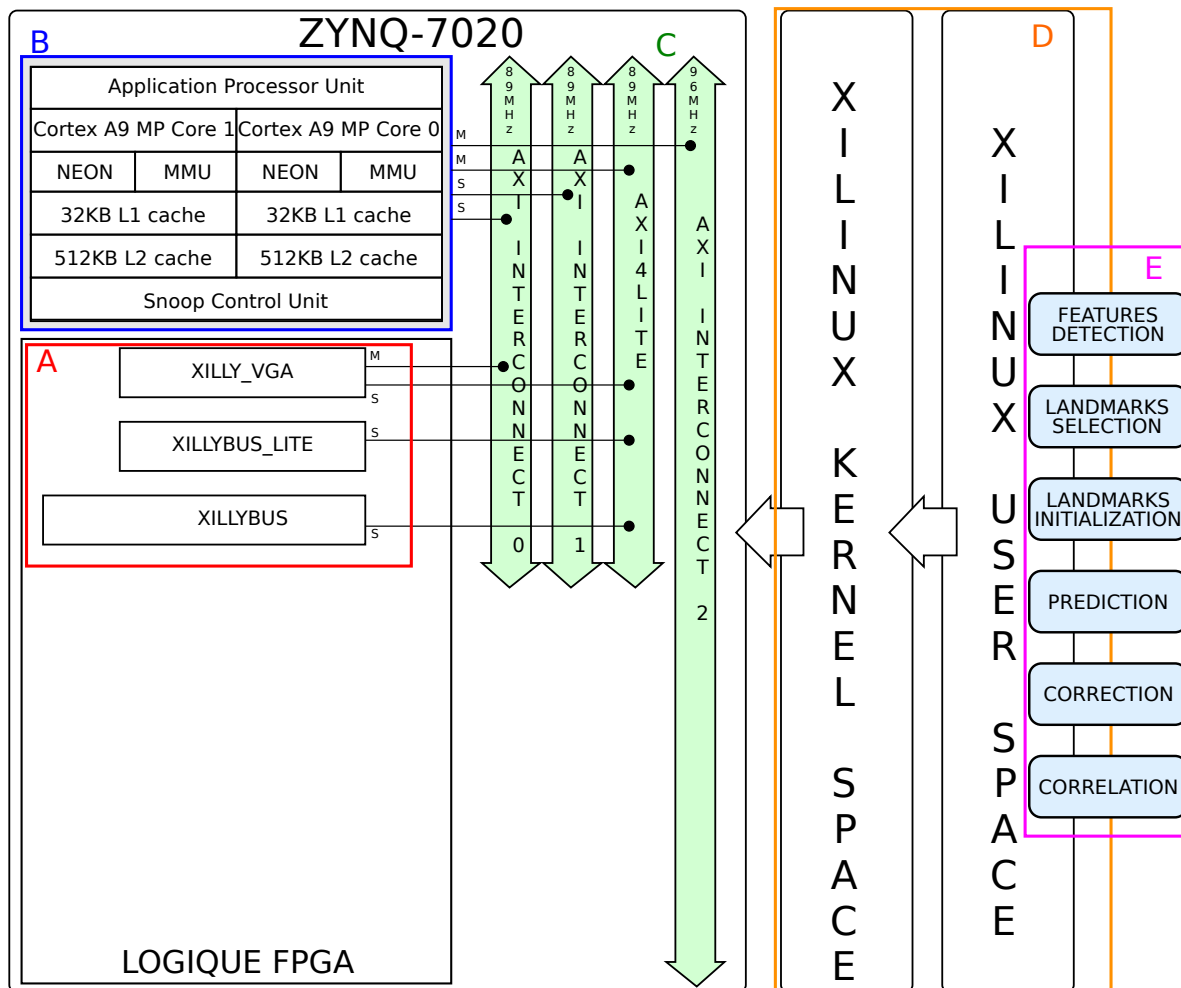 ZYNQ-7020
B
C
D
Application Processor Unit
Cortex A9 MP Core 1
Cortex A9 MP Core 0
NEON
MMU
NEON
MMU
32KB L1 cache
32KB L1 cache
512KB L2 cache
512KB L2 cache
Snoop Control Unit
M
M
S
S
89MHz
AXI INTERCONNECT 0
89MHz
AXI INTERCONNECT 1
89MHz
AXI4LITE
96MHz
AXI INTERCONNECT 2
A
XILLY_VGA
M
S
XILLYBUS_LITE
S
XILLYBUS
S
LOGIQUE FPGA
XILINUX KERNEL SPACE
XILINUX USER SPACE
E
FEATURES
DETECTION
LANDMARKS
SELECTION
LANDMARKS
INITIALIZATION
PREDICTION
CORRECTION
CORRELATION